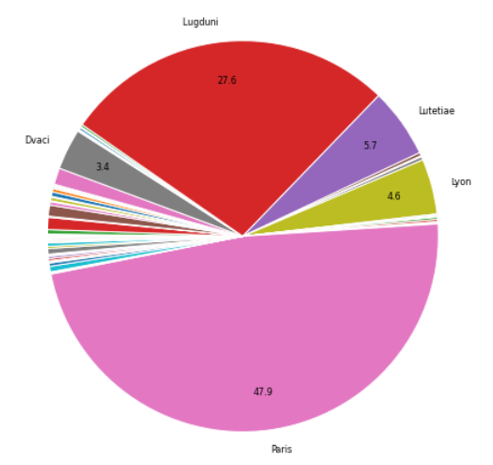 Lugduni
27.6
Lutetiae
5.7
Dvaci
3.4
Lyon
4.6
47.9
Paris